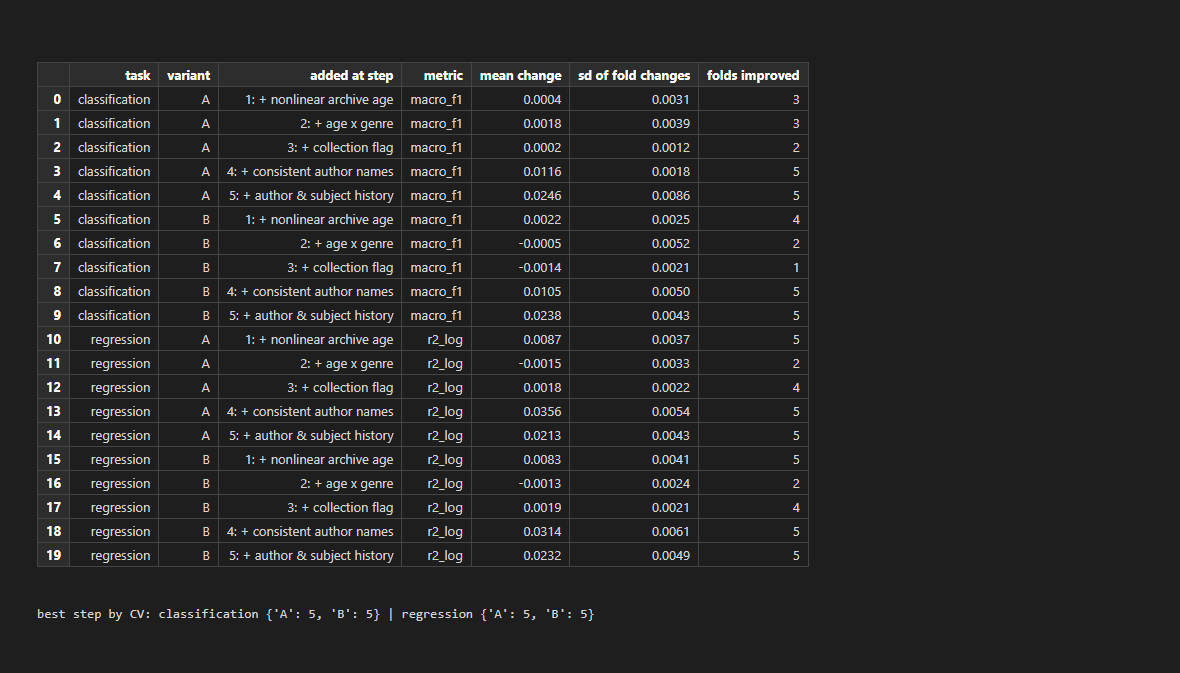 task variant added at step metric mean change sd of fold changes folds improved
0 classification A 1: + nonlinear archive age macro_f1 0.0004 0.0031 3
1 classification A 2: + age x genre macro_f1 0.0018 0.0039 3
2 classification A 3: + collection flag macro_f1 0.0002 0.0012 2
3 classification A 4: + consistent author names macro_f1 0.0116 0.0018 5
4 classification A 5: + author & subject history macro_f1 0.0246 0.0086 5
5 classification B 1: + nonlinear archive age macro_f1 0.0022 0.0025 4
6 classification B 2: + age x genre macro_f1 -0.0005 0.0052 2
7 classification B 3: + collection flag macro_f1 -0.0014 0.0021 1
8 classification B 4: + consistent author names macro_f1 0.0105 0.0050 5
9 classification B 5: + author & subject history macro_f1 0.0238 0.0043 5
10 regression A 1: + nonlinear archive age r2_log 0.0087 0.0037 5
11 regression A 2: + age x genre r2_log -0.0015 0.0033 2
12 regression A 3: + collection flag r2_log 0.0018 0.0022 4
13 regression A 4: + consistent author names r2_log 0.0356 0.0054 5
14 regression A 5: + author & subject history r2_log 0.0213 0.0043 5
15 regression B 1: + nonlinear archive age r2_log 0.0083 0.0041 5
16 regression B 2: + age x genre r2_log -0.0013 0.0024 2
17 regression B 3: + collection flag r2_log 0.0019 0.0021 4
18 regression B 4: + consistent author names r2_log 0.0314 0.0061 5
19 regression B 5: + author & subject history r2_log 0.0232 0.0049 5
best step by CV: classification {'A': 5, 'B': 5} | regression {'A': 5, 'B': 5}